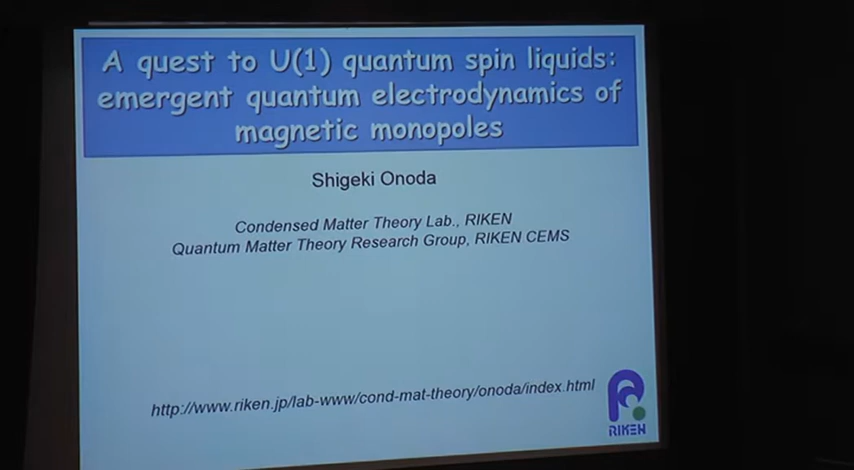 A quest to U(1) quantum spin liquids:
emergent quantum electrodynamics of
magnetic monopoles
Shigeki Onoda
Condensed Matter Theory Lab., RIKEN
Quantum Matter Theory Research Group, RIKEN CEMS
http://www.riken.jp/lab-www/cond-mat-theory/onoda/index.html
RIKEN